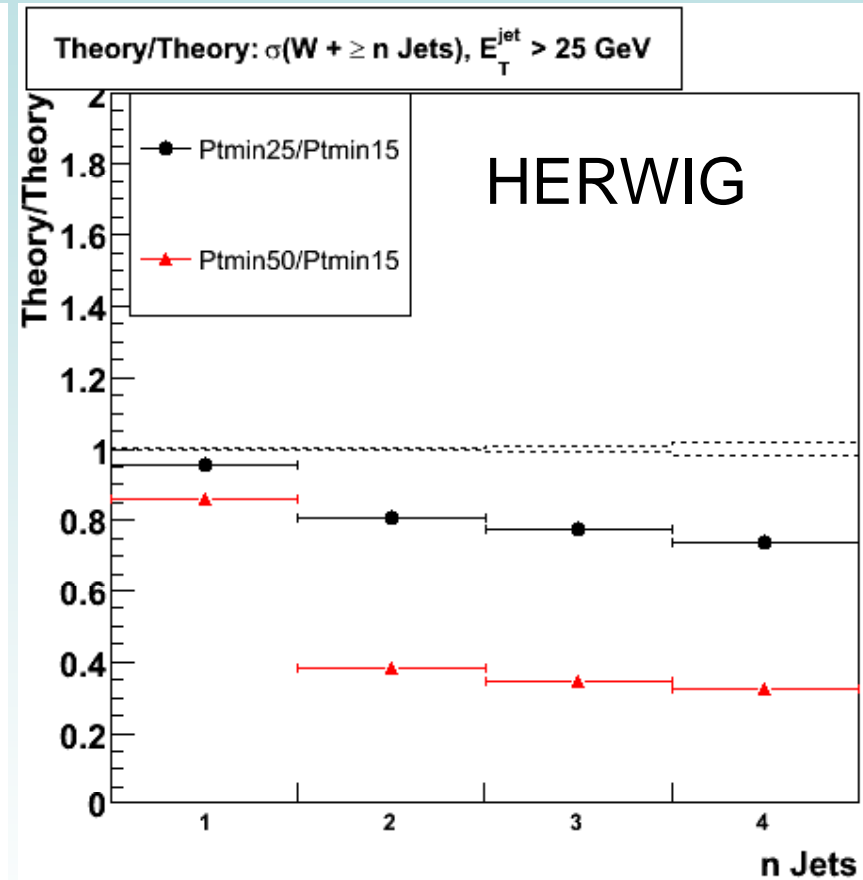 Theory/Theory: σ(W + ≥ n Jets), E_T^jet > 25 GeV
Theory/Theory
2
1.8
1.6
1.4
1.2
1
0.8
0.6
0.4
0.2
0
Ptmin25/Ptmin15
Ptmin50/Ptmin15
HERWIG
1 2 3 4
n Jets